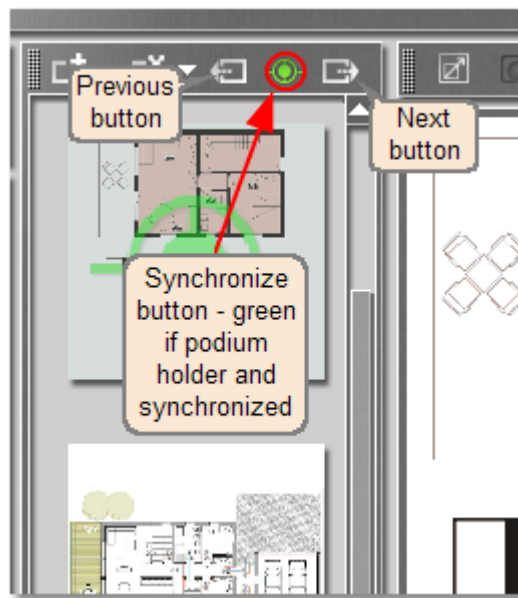 Previous
button
Next
button
Synchronize
button - green
if podium
holder and
synchronized